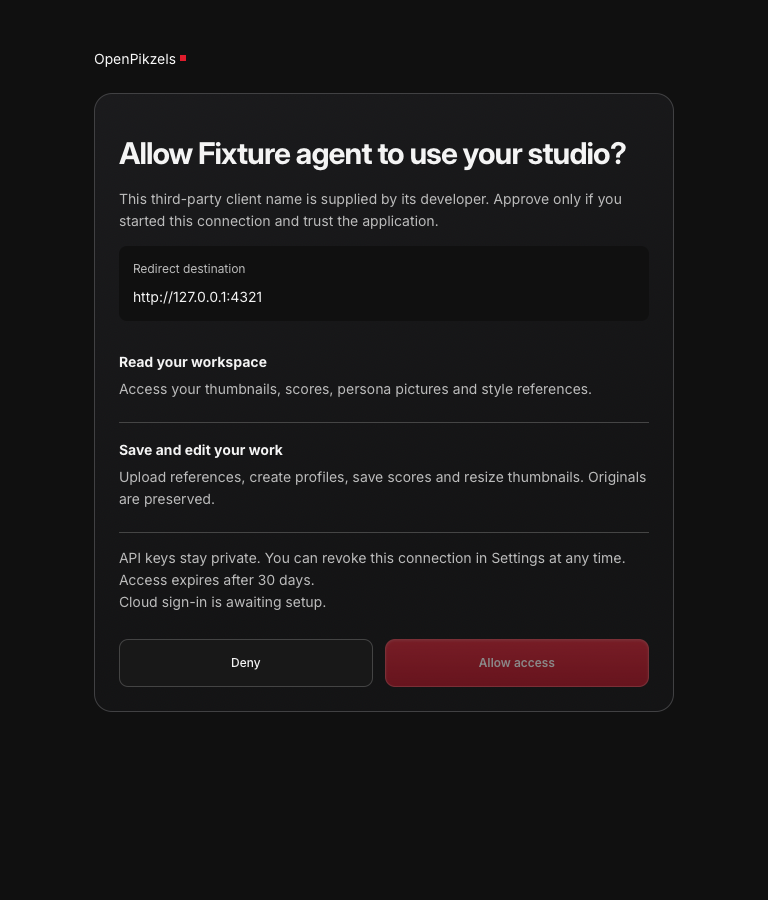 OpenPikzels
Allow Fixture agent to use your studio?
This third-party client name is supplied by its developer. Approve only if you
started this connection and trust the application.
Redirect destination
http://127.0.0.1:4321
Read your workspace
Access your thumbnails, scores, persona pictures and style references.
Save and edit your work
Upload references, create profiles, save scores and resize thumbnails. Originals
are preserved.
API keys stay private. You can revoke this connection in Settings at any time.
Access expires after 30 days.
Cloud sign-in is awaiting setup.
Deny
Allow access